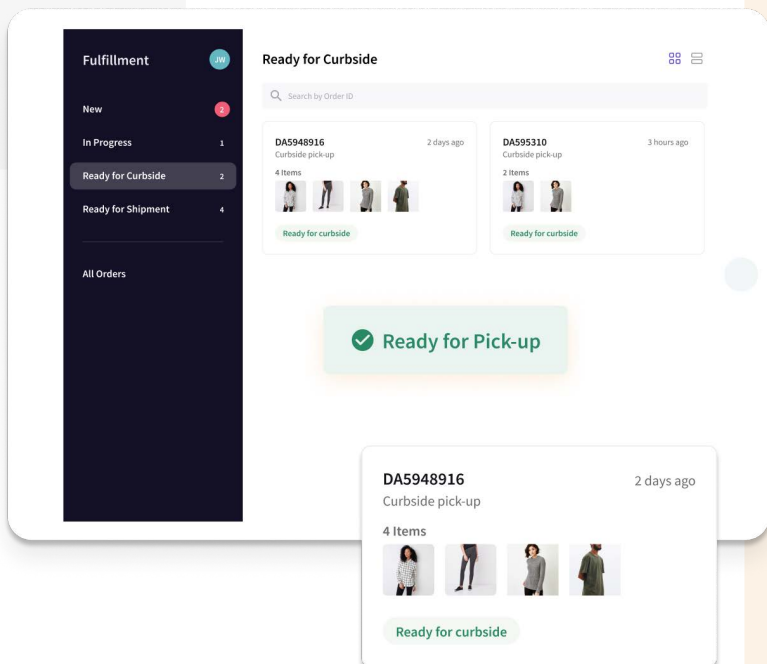 Fulfillment
JW
New
2
In Progress
1
Ready for Curbside
2
Ready for Shipment
4
All Orders
Ready for Curbside
Search by Order ID
DA5948916
2 days ago
Curbside pick-up
4 Items
Ready for curbside
DA595310
3 hours ago
Curbside pick-up
2 Items
Ready for curbside
Ready for Pick-up
DA5948916
2 days ago
Curbside pick-up
4 Items
Ready for curbside